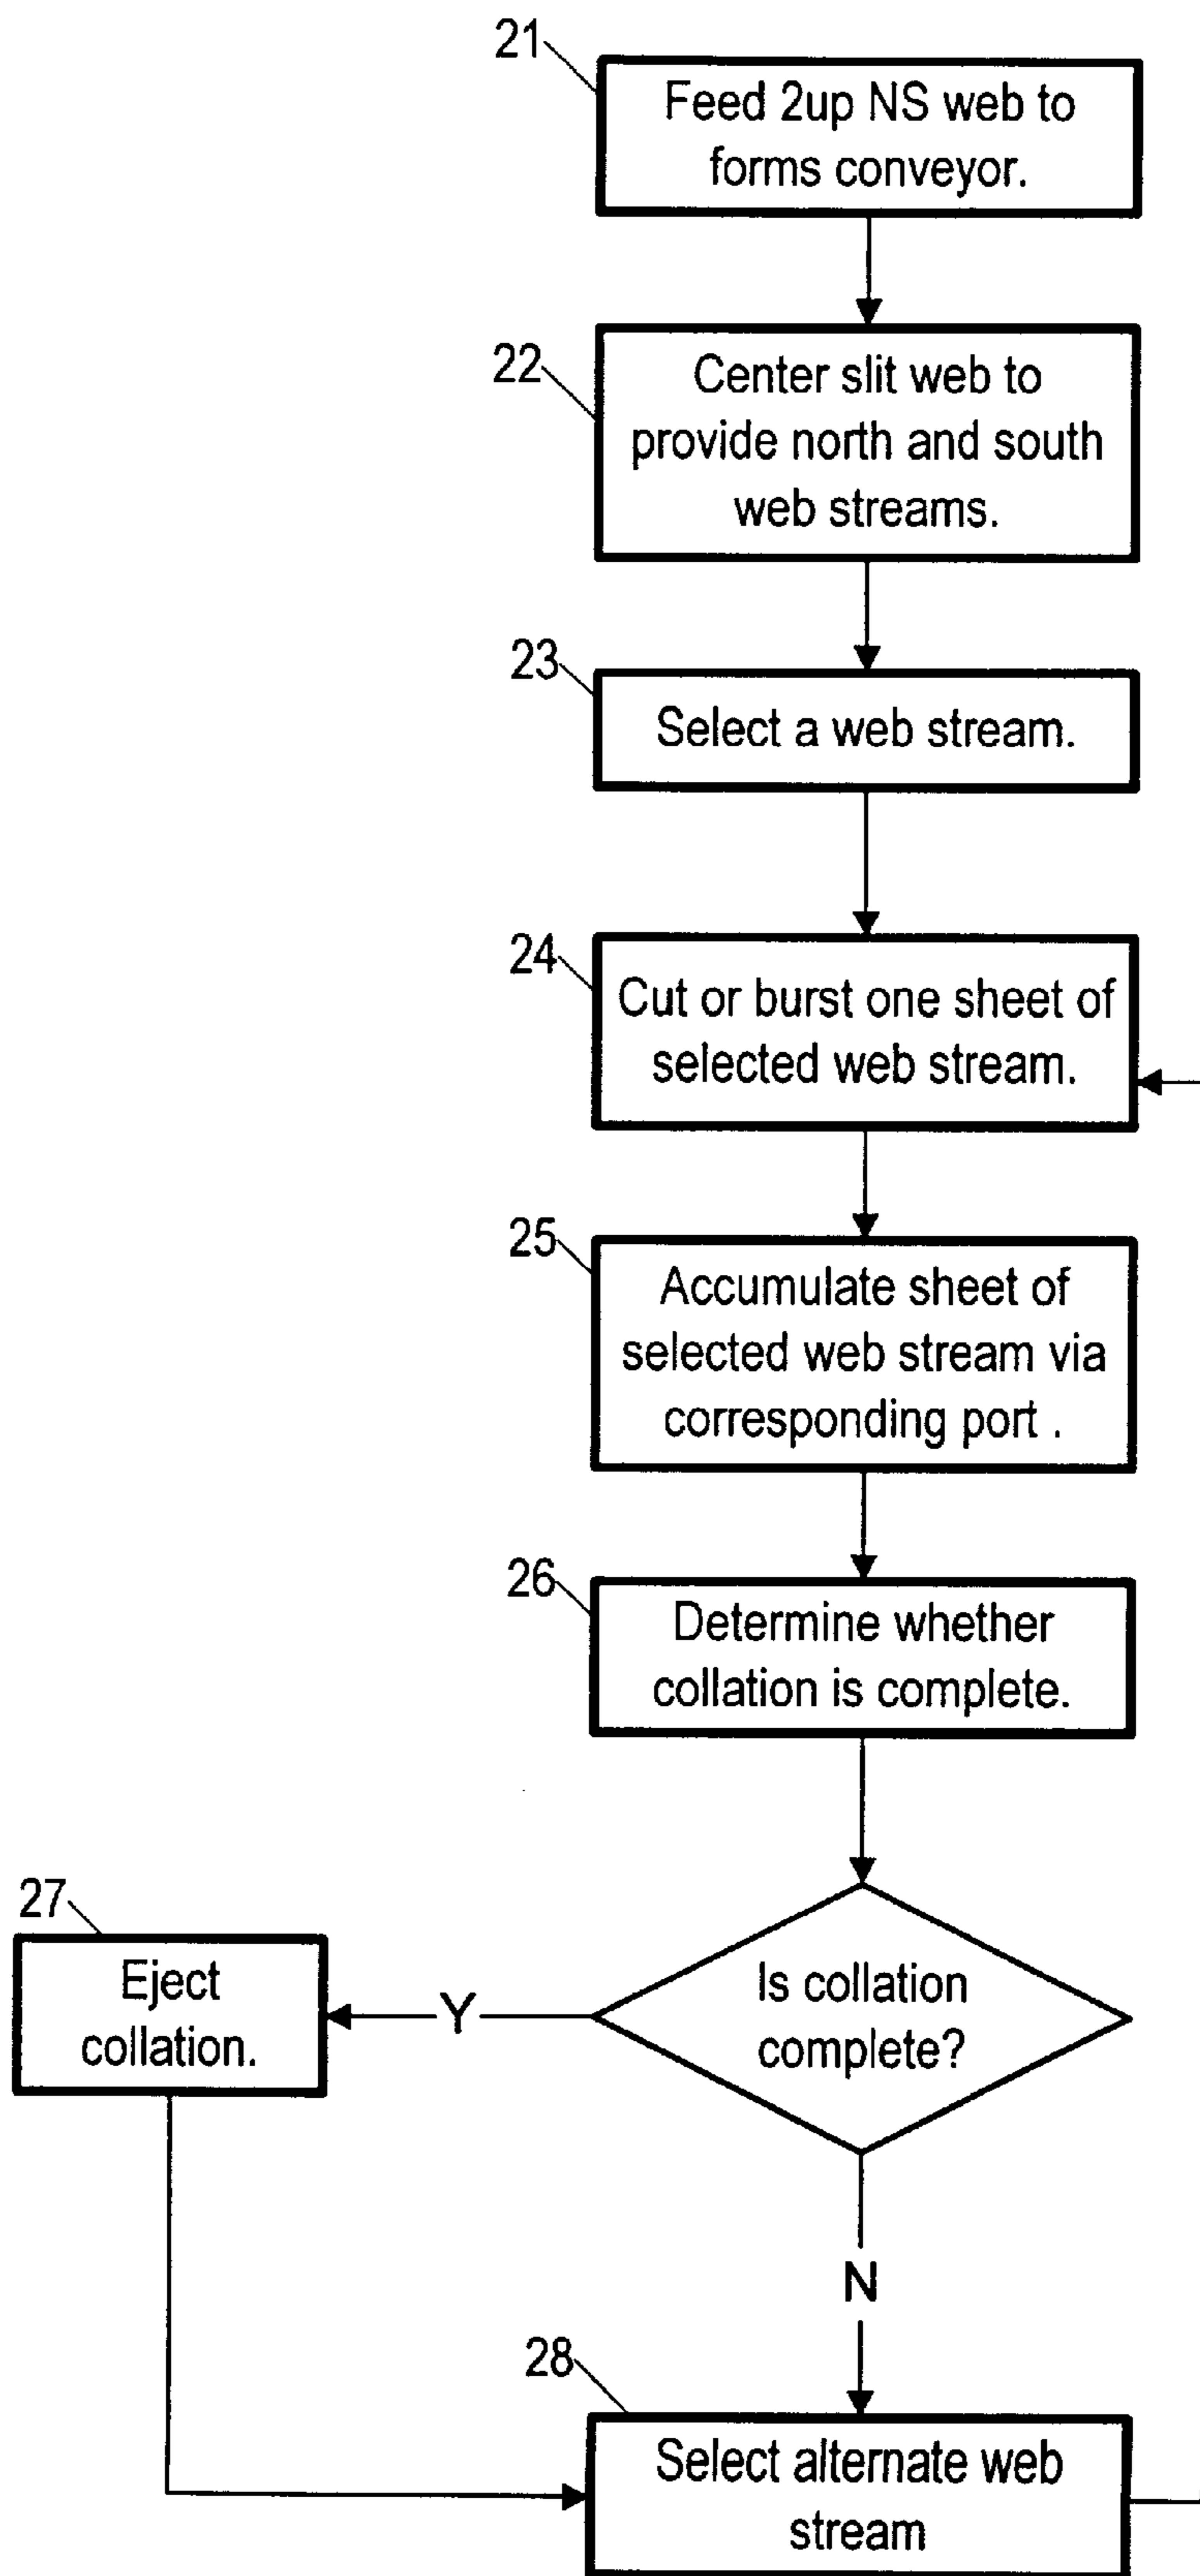 21
Feed 2up NS web to
forms conveyor.
22
Center slit web to
provide north and south
web streams.
23
Select a web stream.
24
Cut or burst one sheet of
selected web stream.
25
Accumulate sheet of
selected web stream via
corresponding port .
26
Determine whether
collation is complete.
27
Eject
collation.
Y
Is collation
complete?
N
28
Select alternate web
stream